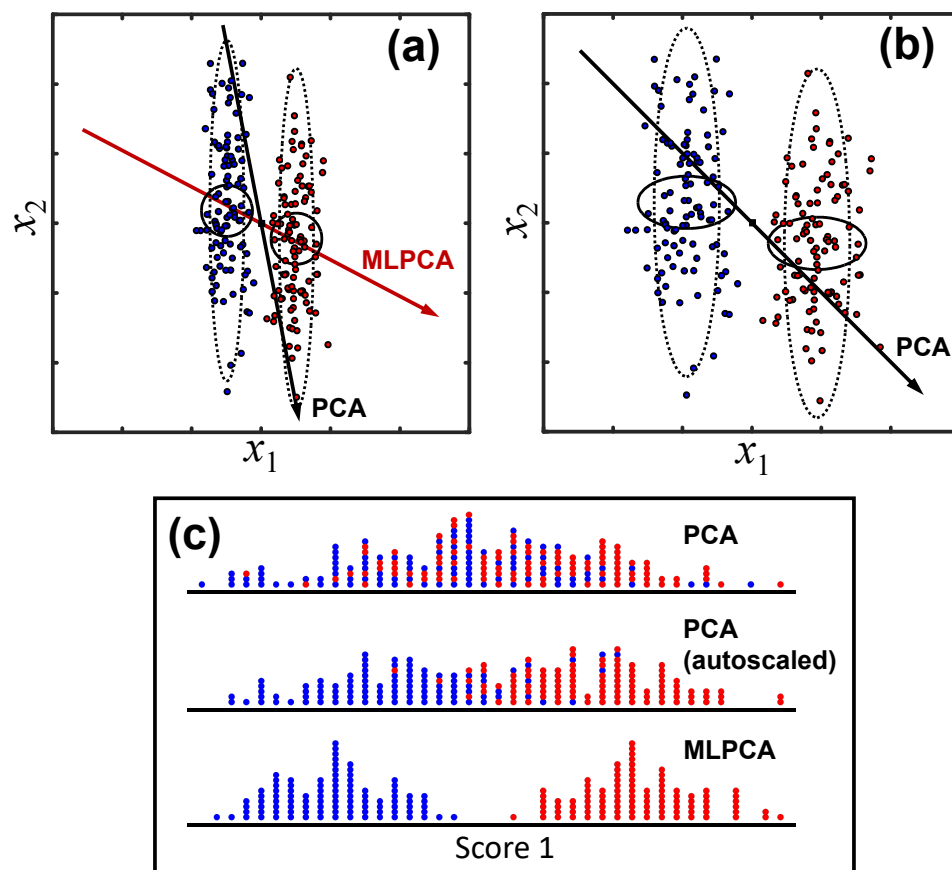 (a)
x2
MLPCA
PCA
x1
(b)
x2
PCA
x1
(c)
PCA
PCA
(autoscaled)
MLPCA
Score 1